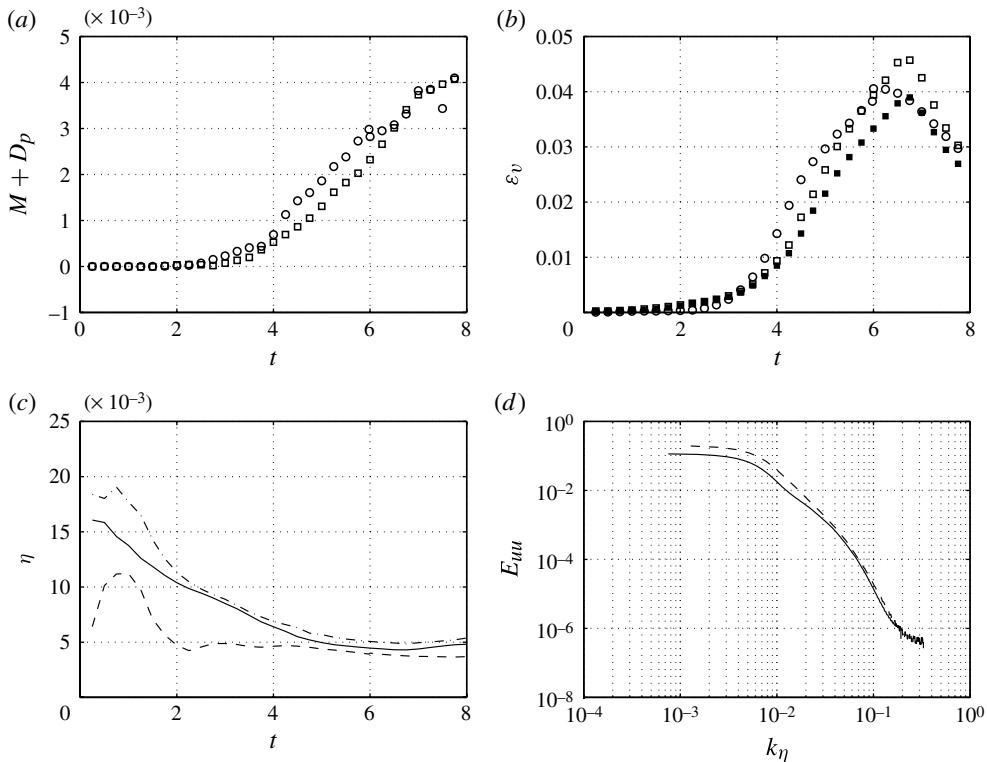 (a) (× 10⁻³)
5
4
3
2
1
0
−1
M + Dₚ
0 2 4 6 8
t
(b)
0.05
0.04
0.03
0.02
0.01
0
εᵥ
2 4 6 8
t
(c) (× 10⁻³)
25
20
15
10
5
0
η
2 4 6 8
t
(d)
10⁰
10⁻²
10⁻⁴
10⁻⁶
10⁻⁸
E_uu
10⁻⁴ 10⁻³ 10⁻² 10⁻¹ 10⁰
k_η